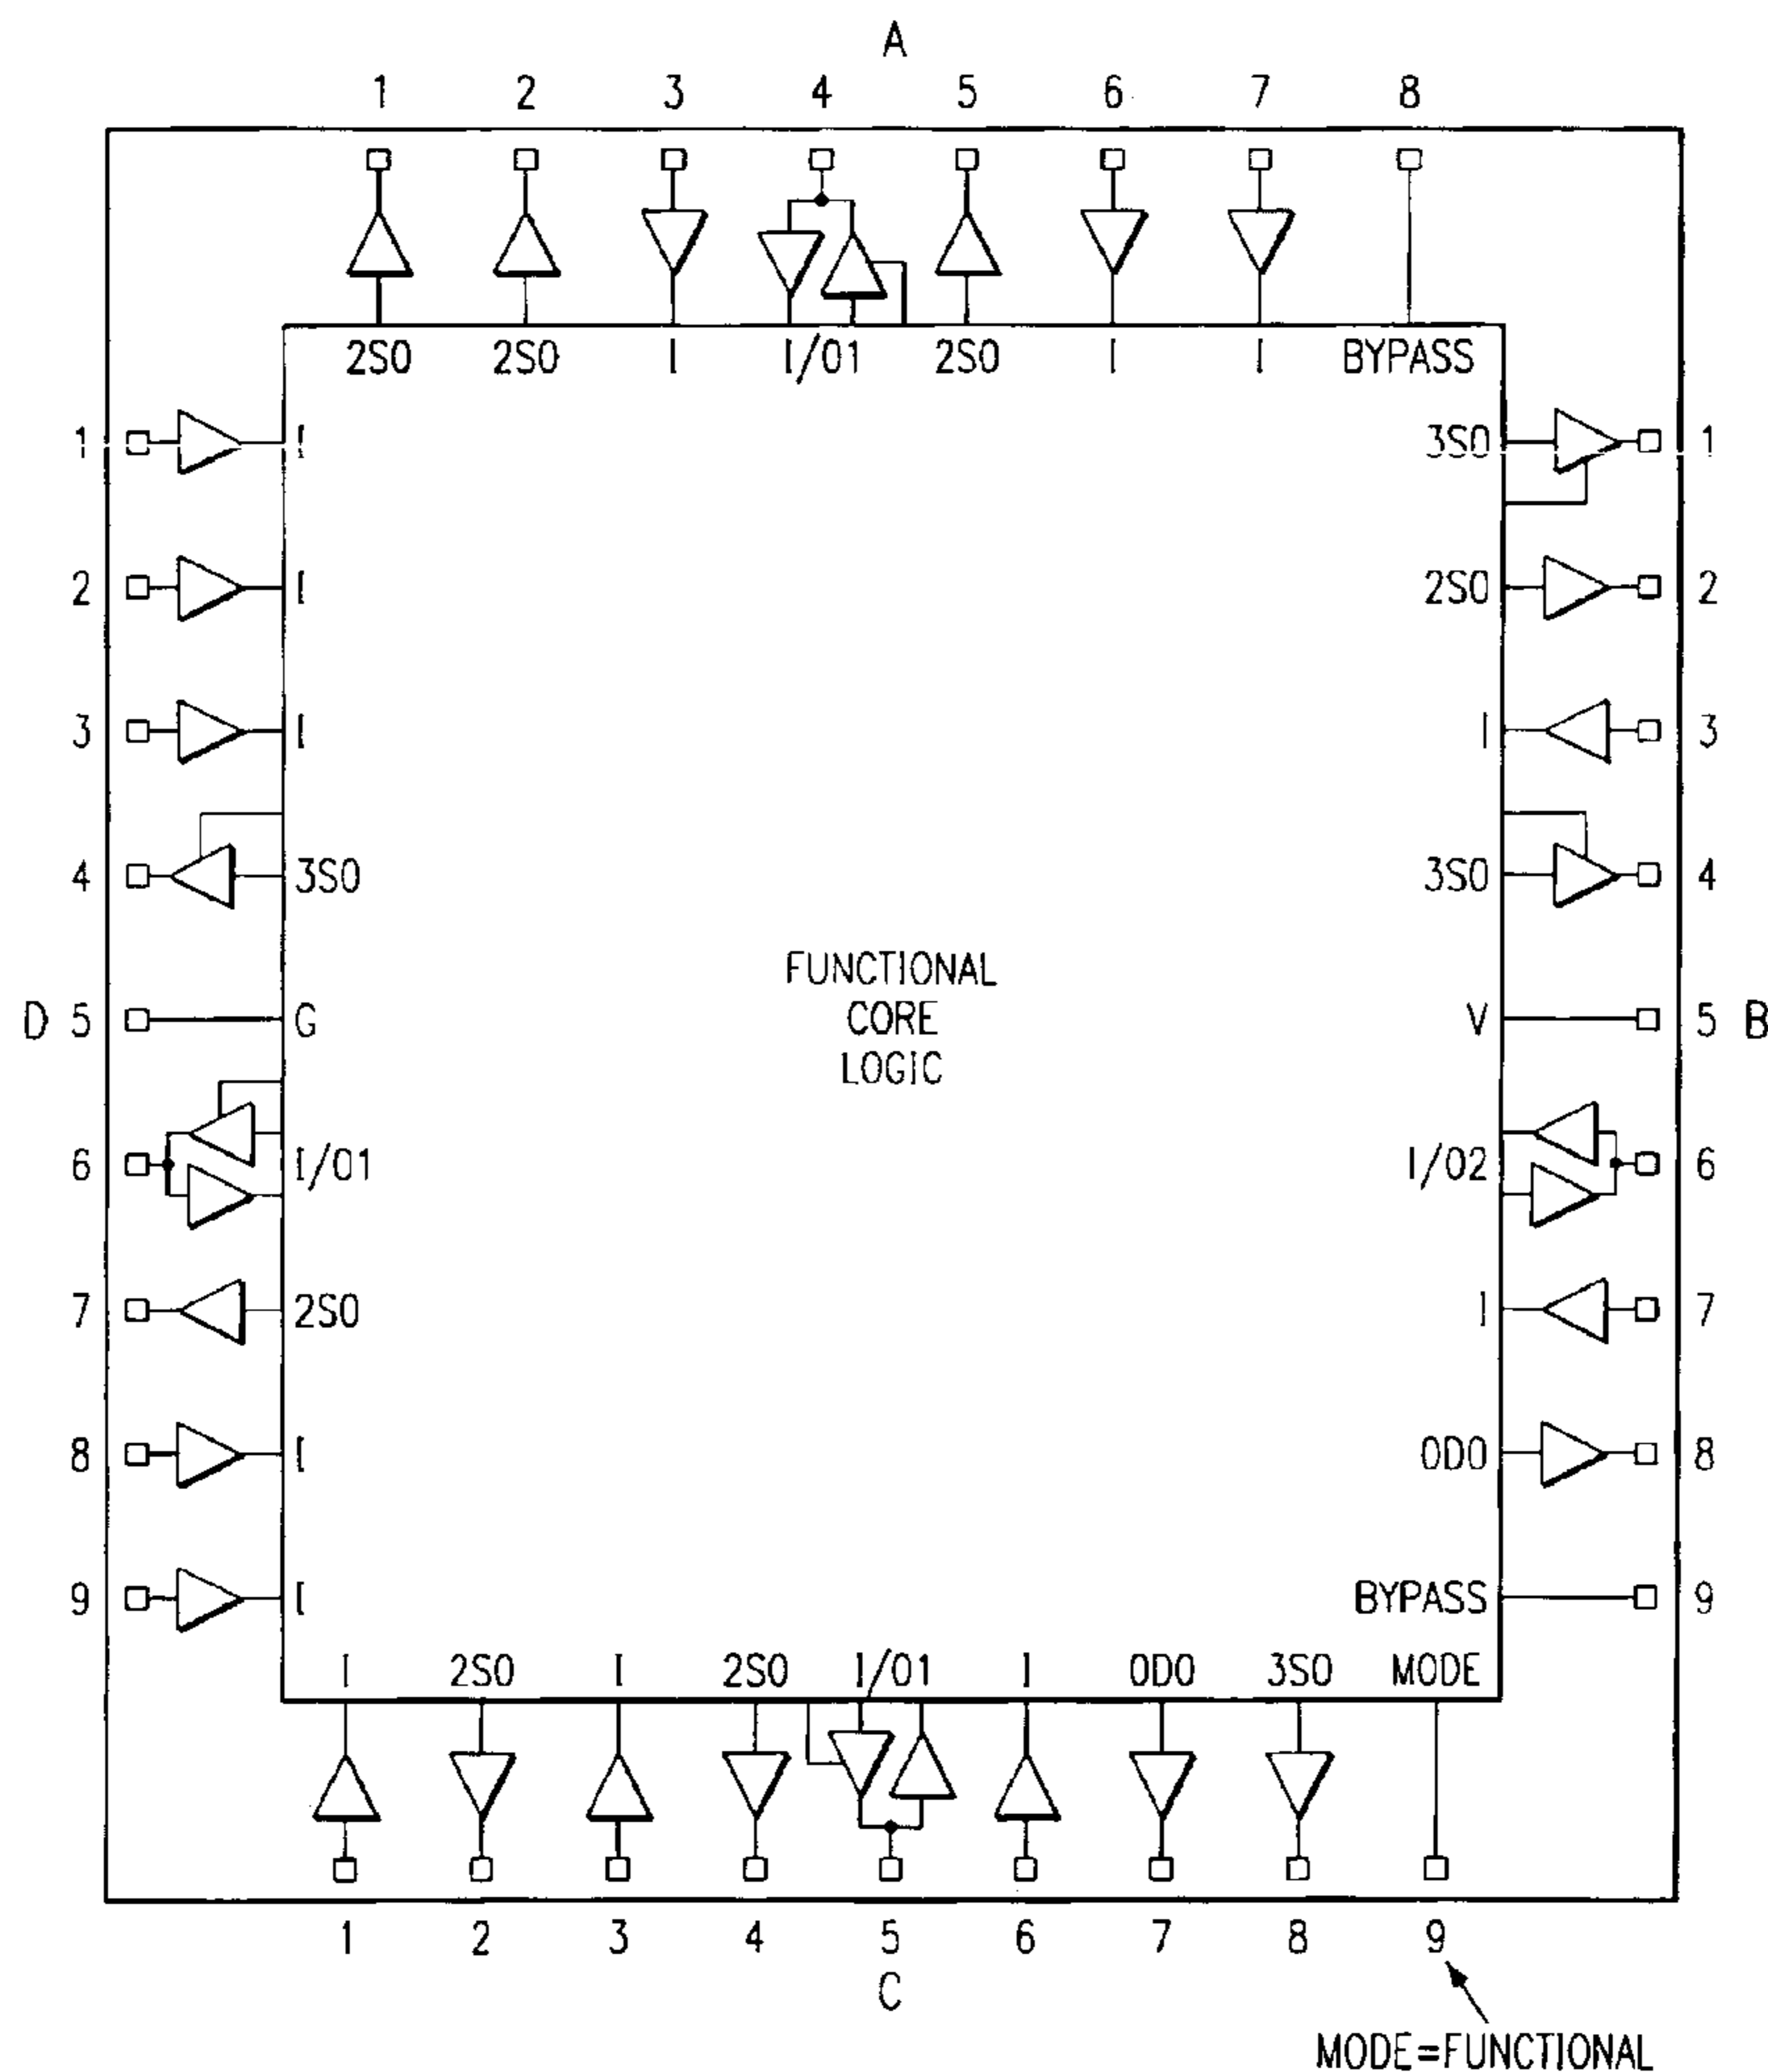 A
1 2 3 4 5 6 7 8
2SO 2SO I I/O1 2SO I I BYPASS
1 I 3SO 1
2 I 2SO 2
3 I I 3
4 3SO 3SO 4
FUNCTIONAL
CORE
LOGIC
D 5 G V 5 B
6 I/O1 I/O2 6
7 2SO I 7
8 I ODO 8
9 I BYPASS 9
I 2SO I 2SO I/O1 I ODO 3SO MODE
1 2 3 4 5 6 7 8 9
C
MODE=FUNCTIONAL